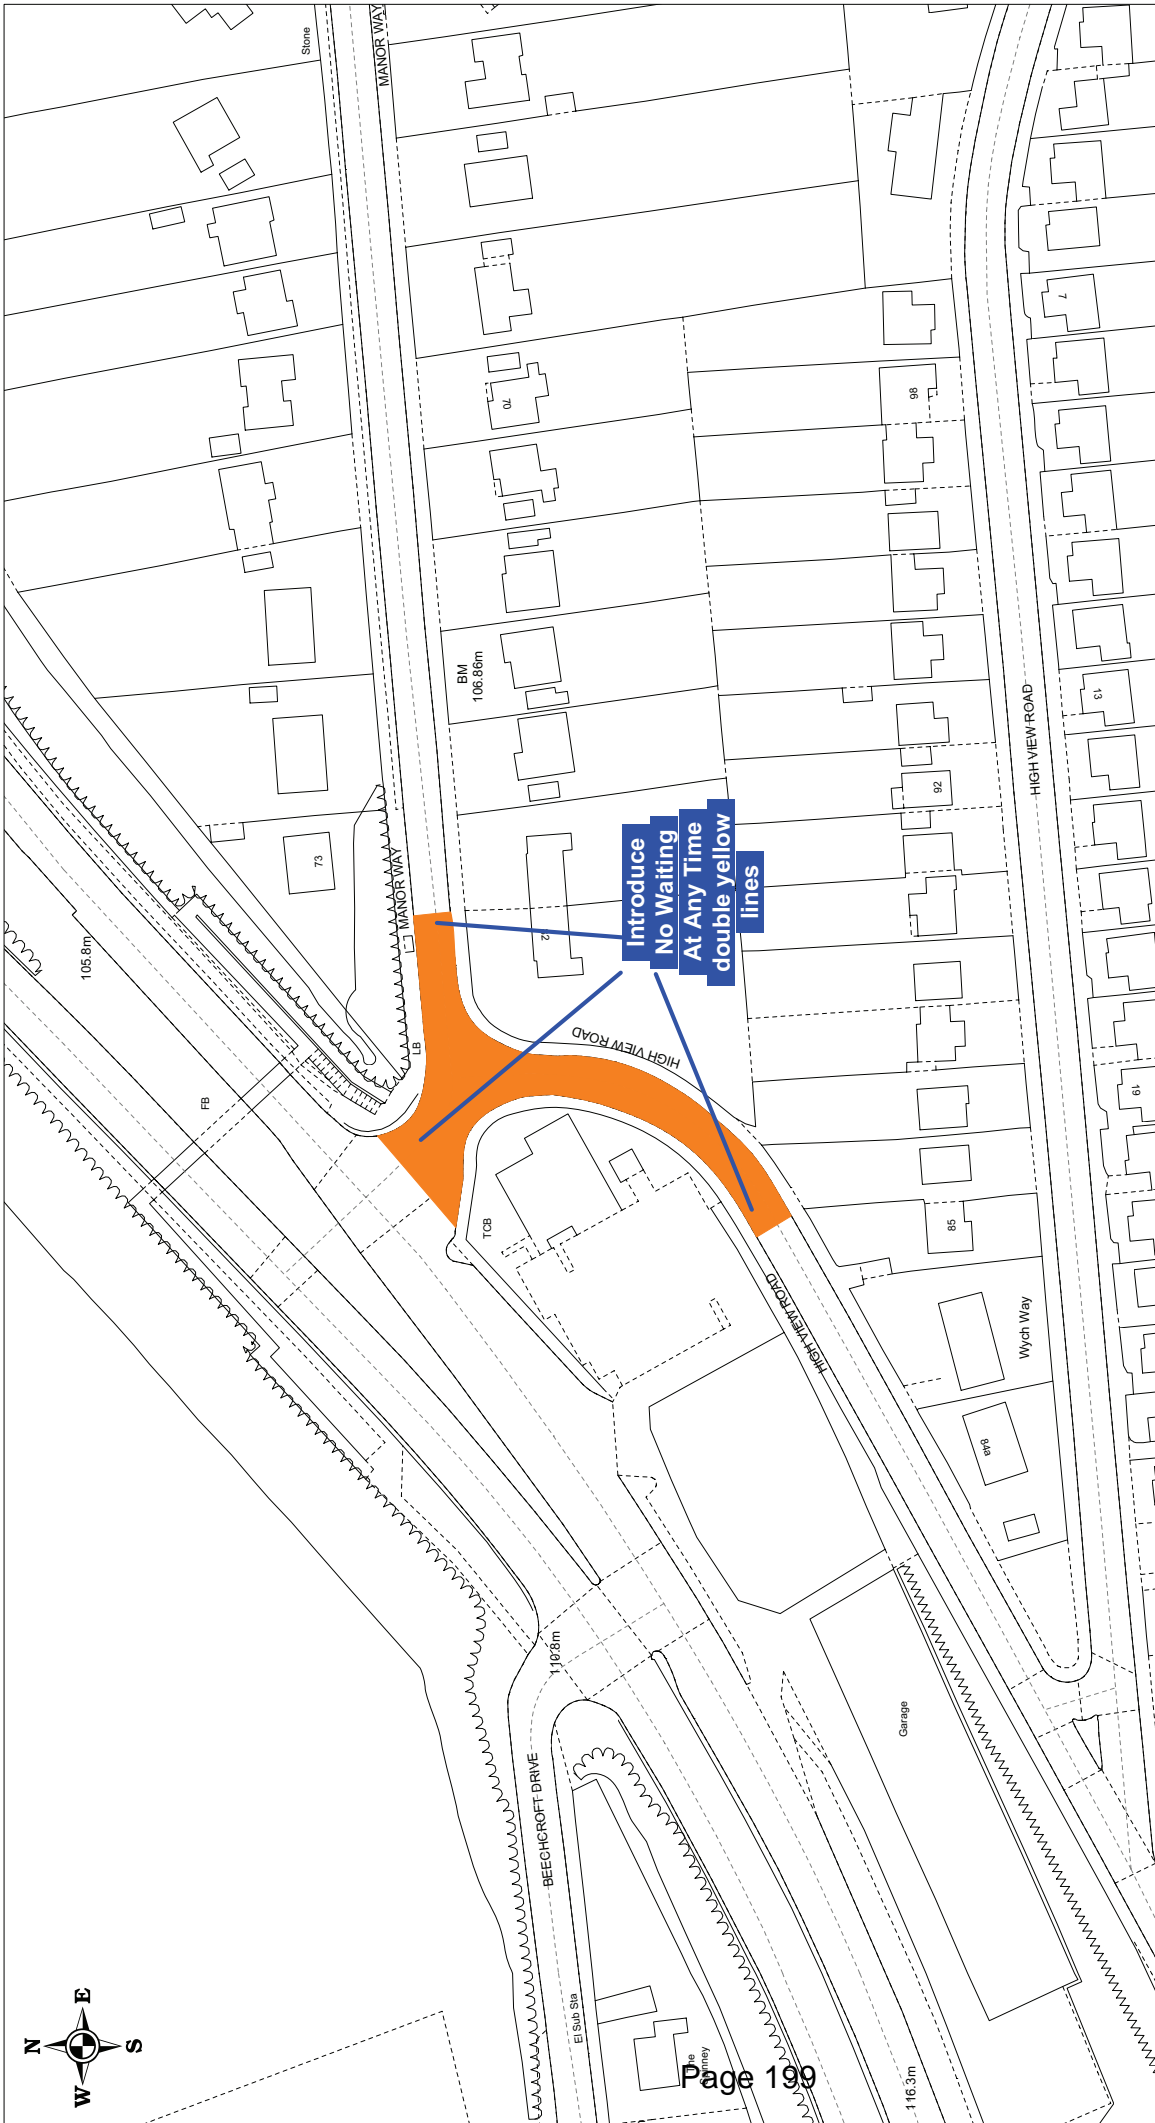 Stone
MANOR WAY
70
98
7
BM
106.86m
13
92
HIGH VIEW ROAD
73
MANOR WAY
105.8m
Introduce
No Waiting
At Any Time
double yellow
lines
LB
FB
HIGH VIEW ROAD
19
TCB
85
HIGH VIEW ROAD
Wych Way
84a
110.8m
Garage
BEECHCROFT DRIVE
El Sub Sta
The
Spinney
116.3m
N
E
S
W
Page 199